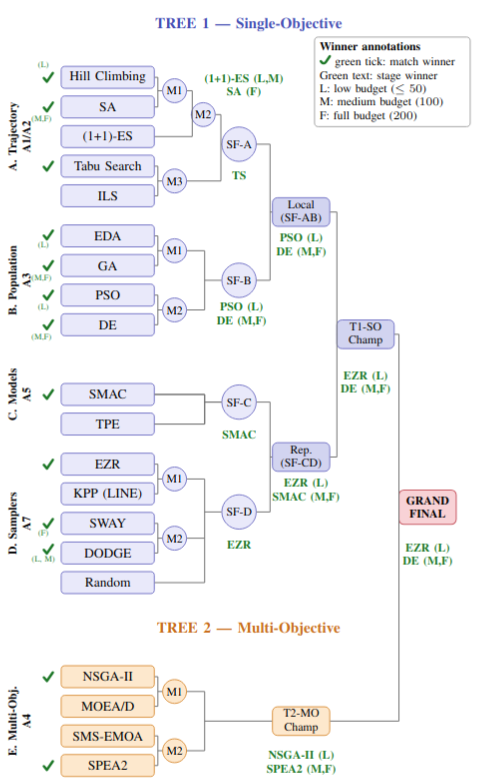 TREE 1 — Single-Objective
Winner annotations
✔ green tick: match winner
Green text: stage winner
L: low budget (≤ 50)
M: medium budget (100)
F: full budget (200)
A. Trajectory
A1/A2
(L)
✔ Hill Climbing
SA
(M,F)
✔
(1+1)-ES
✔ Tabu Search
ILS
M1
M2
M3
(1+1)-ES (L,M)
SA (F)
SF-A
TS
B. Population
A3
✔ EDA
(L)
✔ GA
(M,F)
✔ PSO
(L)
✔ DE
(M,F)
M1
M2
SF-B
PSO (L)
DE (M,F)
Local
(SF-AB)
PSO (L)
DE (M,F)
C. Models
A5
✔ SMAC
TPE
SF-C
SMAC
D. Samplers
A7
✔ EZR
KPP (LINE)
✔ SWAY
(F)
✔ DODGE
(L, M)
Random
M1
M2
SF-D
EZR
Rep.
(SF-CD)
EZR (L)
SMAC (M,F)
T1-SO
Champ
EZR (L)
DE (M,F)
GRAND
FINAL
EZR (L)
DE (M,F)
TREE 2 — Multi-Objective
E. Multi-Obj.
A4
✔ NSGA-II
MOEA/D
SMS-EMOA
✔ SPEA2
M1
M2
T2-MO
Champ
NSGA-II (L)
SPEA2 (M,F)